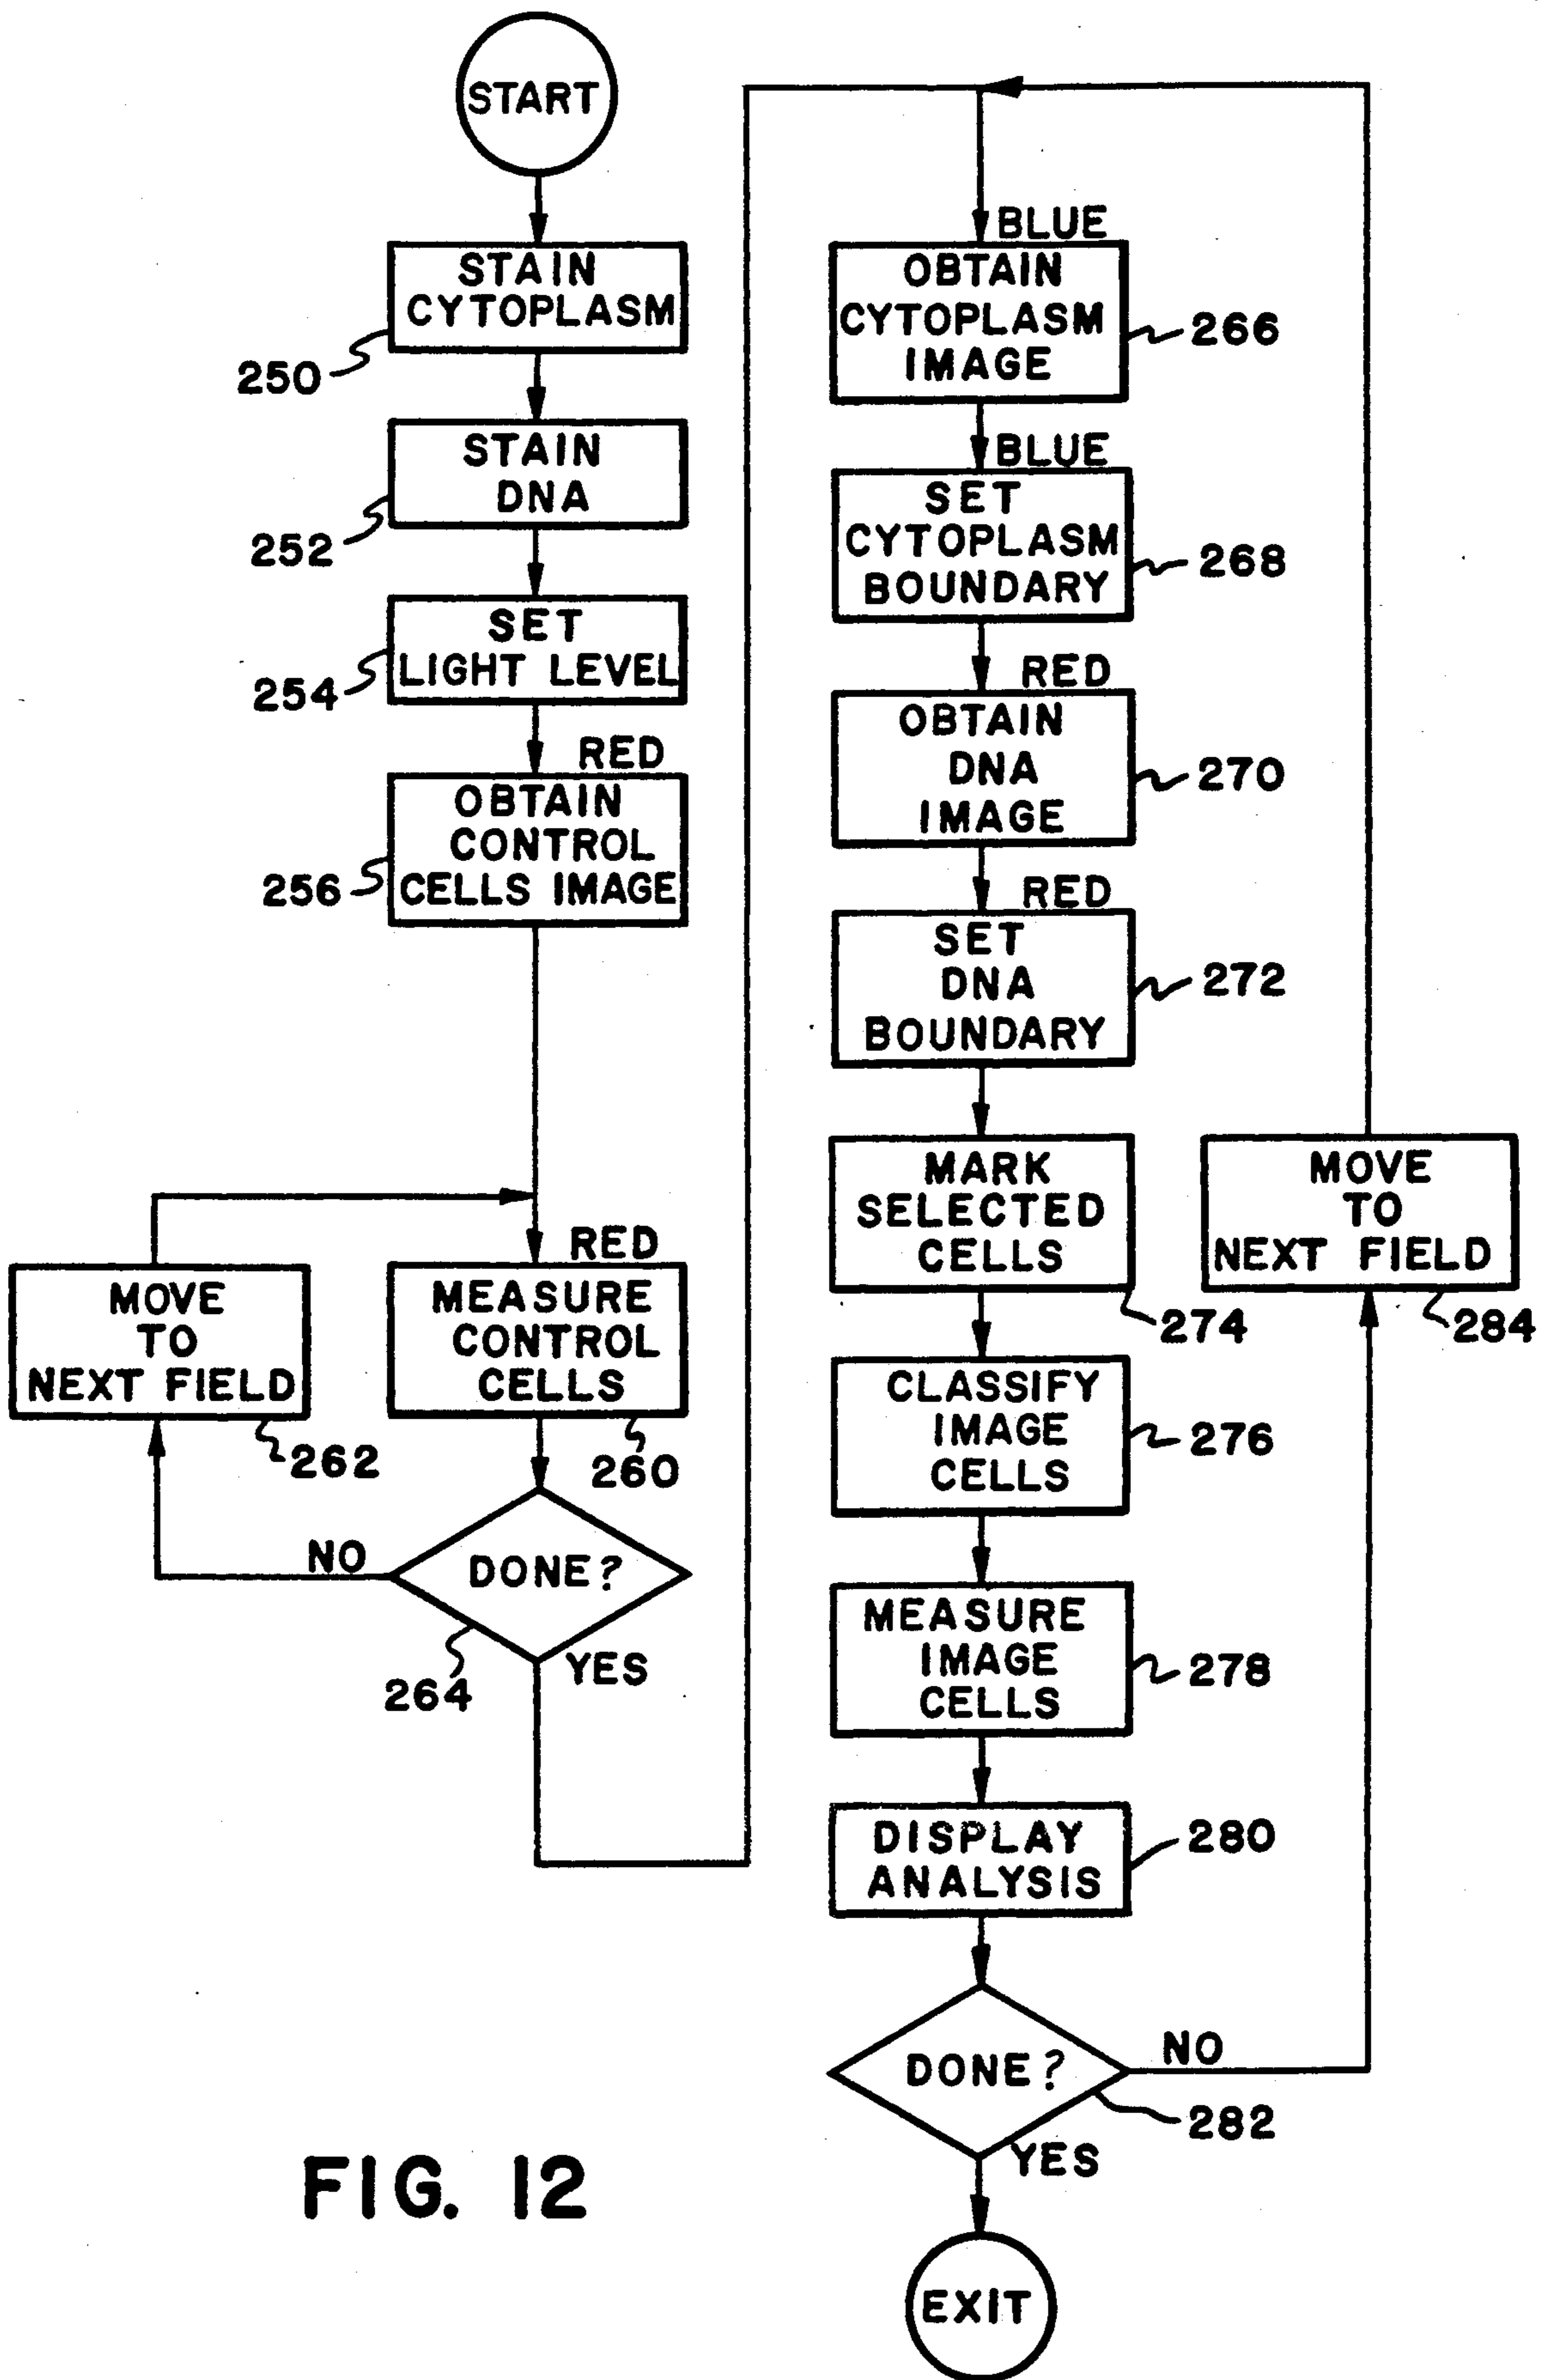 START
STAIN
CYTOPLASM
250
STAIN
DNA
252
SET
LIGHT LEVEL
254
RED
OBTAIN
CONTROL
CELLS IMAGE
256
RED
MEASURE
CONTROL
CELLS
260
MOVE
TO
NEXT FIELD
262
NO
DONE?
264
YES
BLUE
OBTAIN
CYTOPLASM
IMAGE
266
BLUE
SET
CYTOPLASM
BOUNDARY
268
RED
OBTAIN
DNA
IMAGE
270
RED
SET
DNA
BOUNDARY
272
MARK
SELECTED
CELLS
274
MOVE
TO
NEXT FIELD
284
CLASSIFY
IMAGE
CELLS
276
MEASURE
IMAGE
CELLS
278
DISPLAY
ANALYSIS
280
DONE?
NO
282
YES
EXIT
FIG. 12